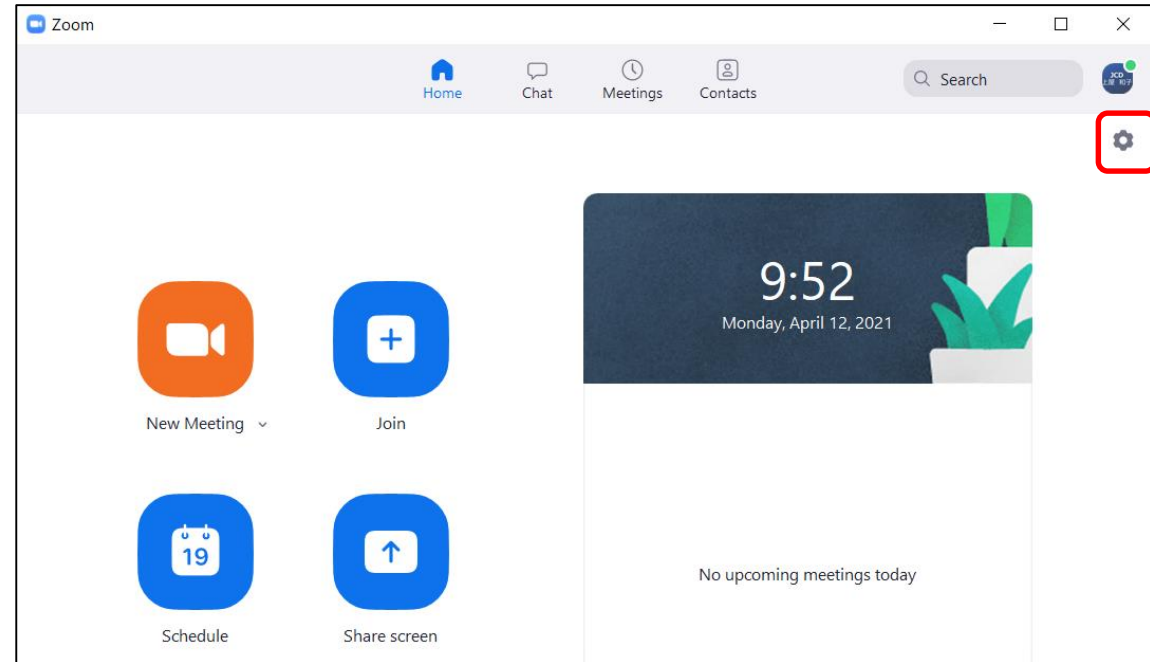 Zoom
Home
Chat
Meetings
Contacts
Search
JCD
9:52
Monday, April 12, 2021
New Meeting
Join
19
Schedule
Share screen
No upcoming meetings today